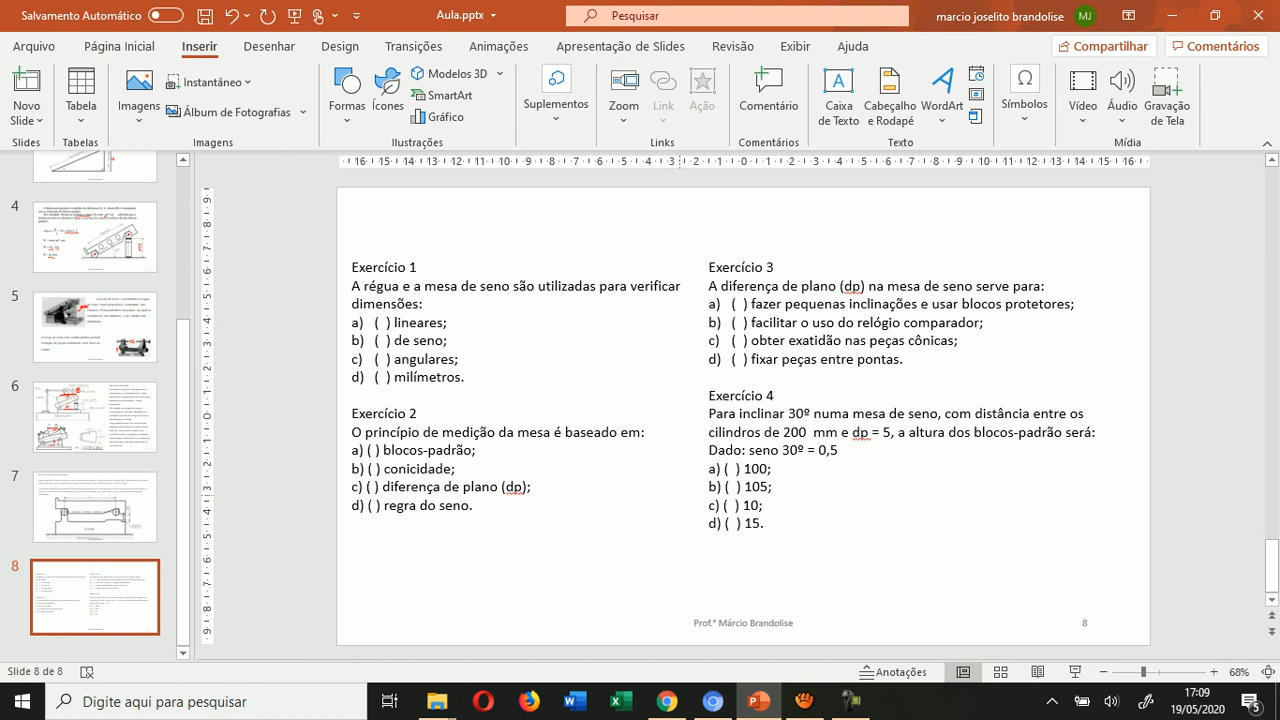 Salvamento Automático
Aula.pptx
Pesquisar
marcio joselito brandolise
MJ
Arquivo
Página Inicial
Inserir
Desenhar
Design
Transições
Animações
Apresentação de Slides
Revisão
Exibir
Ajuda
Compartilhar
Comentários
Novo
Slide
Tabela
Imagens
Instantâneo
Álbum de Fotografias
Formas
Ícones
Modelos 3D
SmartArt
Gráfico
Suplementos
Zoom
Link
Ação
Comentário
Caixa
de Texto
Cabeçalho
e Rodapé
WordArt
Símbolos
Vídeo
Áudio
Gravação
de Tela
Slides
Tabelas
Imagens
Ilustrações
Links
Comentários
Texto
Mídia
4
5
6
7
8
Exercício 1
A régua e a mesa de seno são utilizadas para verificar
dimensões:
a) ( ) lineares;
b) ( ) de seno;
c) ( ) angulares;
d) ( ) milímetros.
Exercício 2
O princípio de medição da mesa é baseado em:
a) ( ) blocos-padrão;
b) ( ) conicidade;
c) ( ) diferença de plano (dp);
d) ( ) regra do seno.
Exercício 3
A diferença de plano (dp) na mesa de seno serve para:
a) ( ) fazer pequenas inclinações e usar blocos protetores;
b) ( ) facilitar o uso do relógio comparador;
c) ( ) obter exatidão nas peças cônicas;
d) ( ) fixar peças entre pontas.
Exercício 4
Para inclinar 30º numa mesa de seno, com distância entre os
cilindros de 200 mm e dp = 5, a altura dos blocos-padrão será:
Dado: seno 30º = 0,5
a) ( ) 100;
b) ( ) 105;
c) ( ) 10;
d) ( ) 15.
Prof.° Márcio Brandolise
8
Slide 8 de 8
Anotações
68%
Digite aqui para pesquisar
17:09
19/05/2020
5